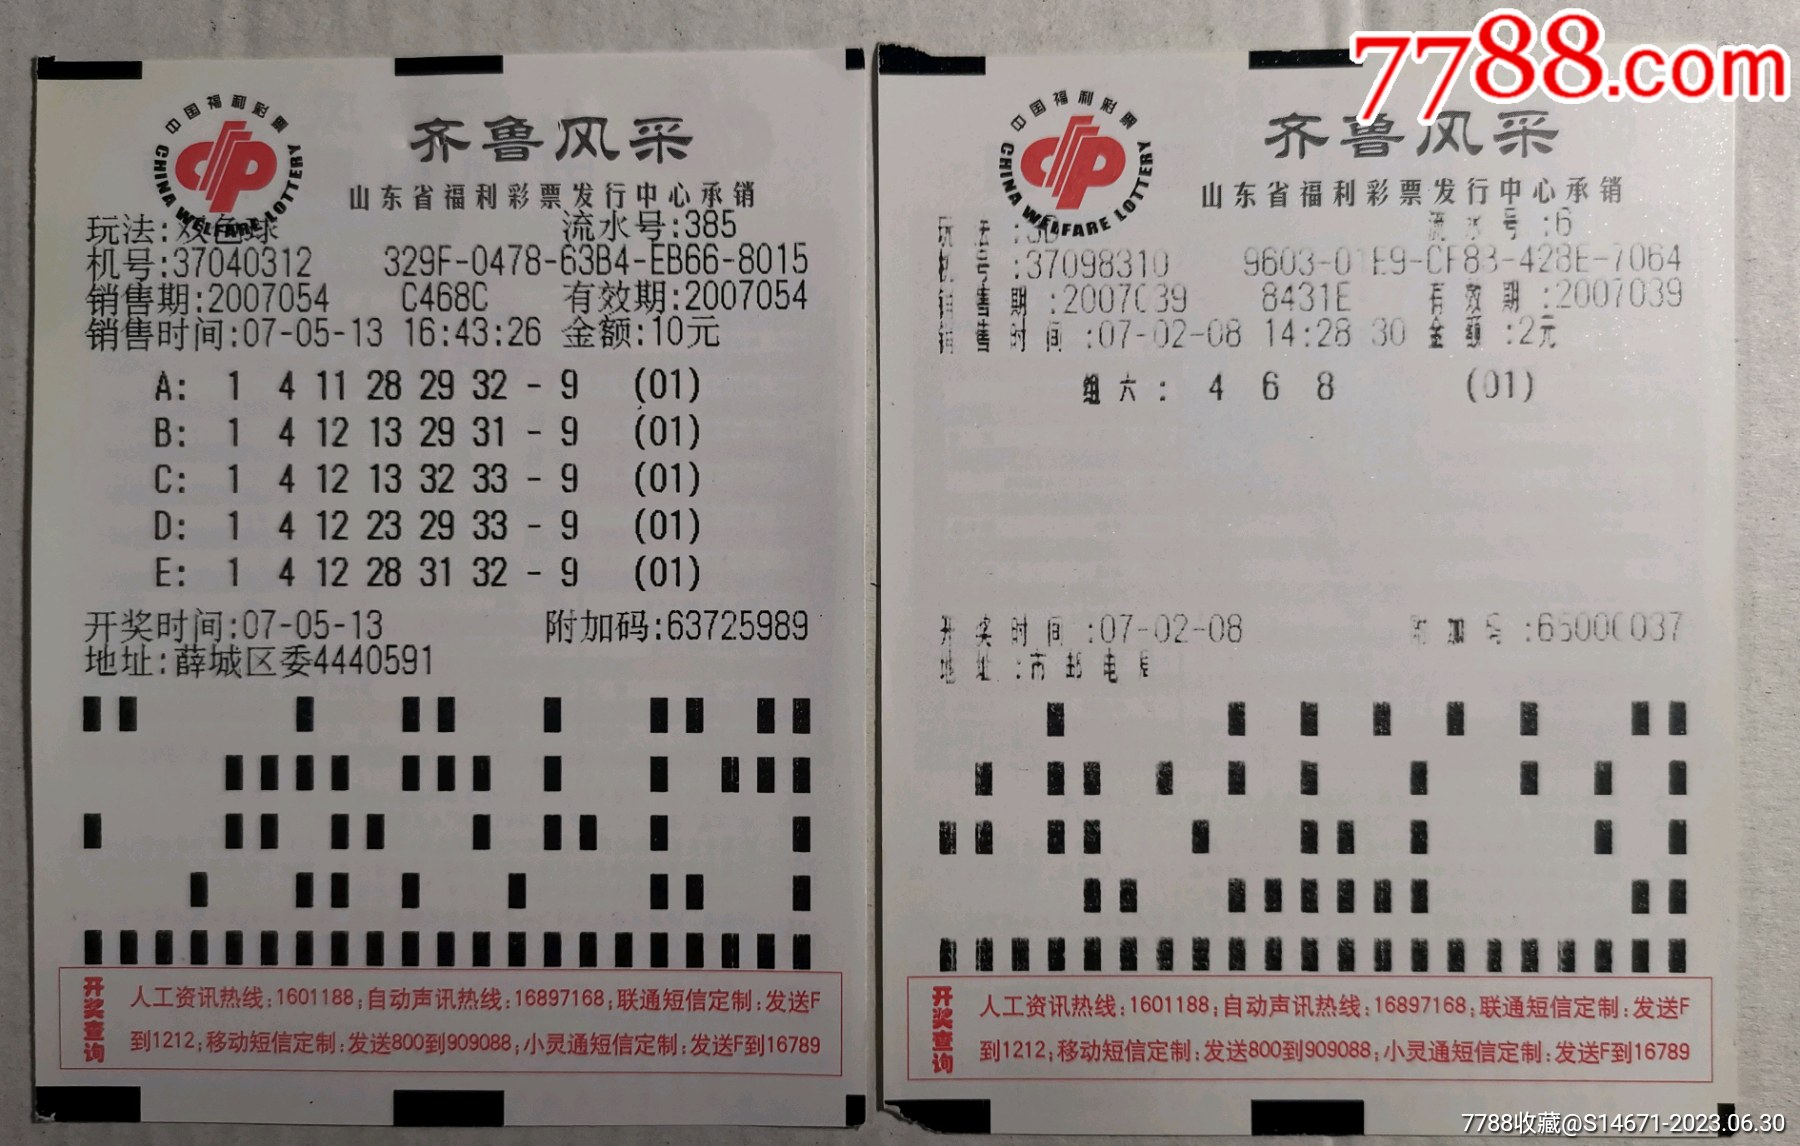 7788.com
中国福利彩票
CHINA WELFARE LOTTERY
齐鲁风采
山东省福利彩票发行中心承销
玩法:双色球 流水号:385
机号:37040312 329F-0478-63B4-EB66-8015
销售期:2007054 C468C 有效期:2007054
销售时间:07-05-13 16:43:26 金额:10元
A: 1 4 11 28 29 32 - 9 (01)
B: 1 4 12 13 29 31 - 9 (01)
C: 1 4 12 13 32 33 - 9 (01)
D: 1 4 12 23 29 33 - 9 (01)
E: 1 4 12 28 31 32 - 9 (01)
开奖时间:07-05-13 附加码:63725989
地址:薛城区委4440591
开奖查询
人工资讯热线:1601188;自动声讯热线:16897168;联通短信定制:发送F
到1212;移动短信定制:发送800到909088;小灵通短信定制:发送F到16789
中国福利彩票
CHINA WELFARE LOTTERY
齐鲁风采
山东省福利彩票发行中心承销
玩法:3D 流水号:6
机号:37098310 9603-01E9-CF83-428E-7064
销售期:2007039 8431E 有效期:2007039
销售时间:07-02-08 14:28:30 金额:2元
组六: 4 6 8 (01)
开奖时间:07-02-08 附加号:65000037
地址:市邮电局
开奖查询
人工资讯热线:1601188;自动声讯热线:16897168;联通短信定制:发送F
到1212;移动短信定制:发送800到909088;小灵通短信定制:发送F到16789
7788收藏@S14671-2023.06.30